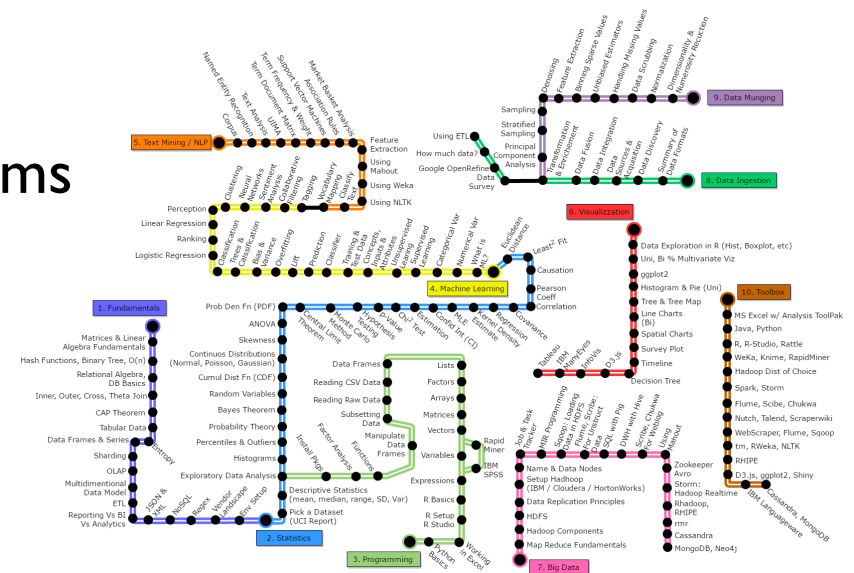 ms
1. Fundamentals
Matrices & Linear
Algebra Fundamentals
Hash Functions, Binary Tree, O(n)
Relational Algebra,
DB Basics
Inner, Outer, Cross, Theta Join
CAP Theorem
Tabular Data
Data Frames & Series
Entropy
Sharding
OLAP
Multidimentional
Data Model
ETL
Reporting Vs BI
Vs Analytics
JSON &
XML
NoSQL
Regex
Vendor
Landscape
Env Setup
2. Statistics
Pick a Dataset
(UCI Report)
Descriptive Statistics
(mean, median, range, SD, Var)
Exploratory Data Analysis
Histograms
Percentiles & Outliers
Probability Theory
Bayes Theorem
Random Variables
Cumul Dist Fn (CDF)
Continuos Distributions
(Normal, Poisson, Gaussian)
Skewness
ANOVA
Prob Den Fn (PDF)
Central Limit
Theorem
Monte Carlo
Method
Hypothesis
Testing
p-Value
Chi² Test
Estimation
Confid Int (CI)
MLE
Kernel Density
Estimate
Regression
Covariance
Correlation
Pearson
Coeff
Causation
Least² Fit
Euclidean
Distance
3. Programming
Python
Basics
Working
in Excel
R Setup
R Studio
R Basics
Expressions
Variables
IBM
SPSS
Rapid
Miner
Vectors
Matrices
Arrays
Factors
Lists
Data Frames
Reading CSV Data
Reading Raw Data
Subsetting
Data
Manipulate
Data
Frames
Functions
Factor Analysis
Install Pkgs
4. Machine Learning
What is
ML?
Numerical Var
Categorical Var
Supervised
Learning
Unsupervised
Learing
Concepts,
Inputs &
Attributes
Training &
Test Data
Classifier
Prediction
Lift
Overfitting
Bias &
Variance
Trees &
Classification
Classification
Logistic Regression
Ranking
Linear Regression
Perception
Clustering
Neural
Networks
Sentiment
Analysis
Collaborative
Filtering
Tagging
Vocabulary
Mapping
Classify
Text
5. Text Mining / NLP
Corpus
Named Entity Recognition
Text Analysis
UIMA
Term Document Matrix
Term Frequency & Weight
Support Vector Machines
Association Rules
Market Basket Analysis
Feature
Extraction
Using
Mahout
Using Weka
Using NLTK
6. Visualizzation
Data Exploration in R (Hist, Boxplot, etc)
Uni, Bi % Multivariate Viz
ggplot2
Histogram & Pie (Uni)
Tree & Tree Map
Line Charts
(Bi)
Spatial Charts
Survey Plot
Timeline
Decision Tree
D3.js
InfoVis
IBM
ManyEyes
Tableau
7. Big Data
Map Reduce Fundamentals
Hadoop Components
HDFS
Data Replication Principles
Setup Hadhoop
(IBM / Cloudera / HortonWorks)
Name & Data Nodes
Job & Task
Tracker
M|R Programming
Sqoop: Loading
Data in HDFS
Flume, Scribe:
For Unstruct
Data
SQL with Pig
DWH with Hive
Scribe, Chukwa
for Weblog
Using
Mahout
Zookeeper
Avro
Storm:
Hadoop Realtime
Rhadoop,
RHIPE
rmr
Cassandra
MongoDB, Neo4j
8. Data Ingestion
Summary of
Data Formats
Data Discovery
Data
Sources &
Acqusition
Data Integration
Data Fusion
Transformation
& Enrichment
Data
Survey
Google OpenRefine
How much data?
Using ETL
9. Data Munging
Dimensionality &
Numerosity Recuction
Normalization
Data Scrubbing
Handling Missing Values
Unbiased Estimators
Binning Sparse Values
Feature Extraction
Denoising
Sampling
Stratified
Sampling
Principal
Component
Analysis
10. Toolbox
MS Excel w/ Analysis ToolPak
Java, Python
R, R-Studio, Rattle
WeKa, Knime, RapidMiner
Hadoop Dist of Choice
Spark, Storm
Flume, Scibe, Chukwa
Nutch, Talend, Scraperwiki
WebScraper, Flume, Sqoop
tm, RWeka, NLTK
RHIPE
D3.js, ggplot2, Shiny
IBM Languageware
Cassandra, MongoDB